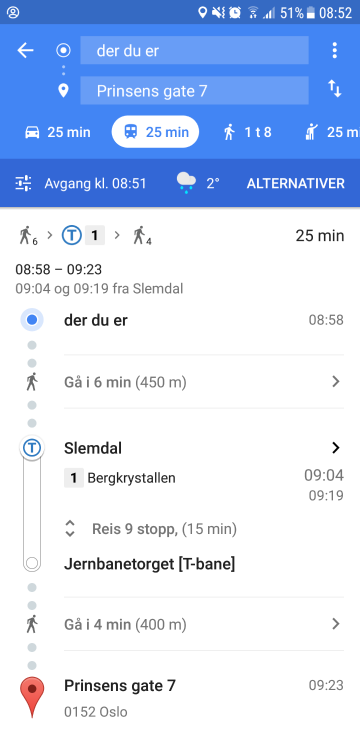 51% 08:52
der du er
Prinsens gate 7
25 min 25 min 1 t 8 25 m
Avgang kl. 08:51 2° ALTERNATIVER
6 > T 1 > 4 25 min
08:58 – 09:23
09:04 og 09:19 fra Slemdal
der du er 08:58
Gå i 6 min (450 m)
T Slemdal
1 Bergkrystallen 09:04
09:19
Reis 9 stopp, (15 min)
Jernbanetorget [T-bane]
Gå i 4 min (400 m)
Prinsens gate 7 09:23
0152 Oslo